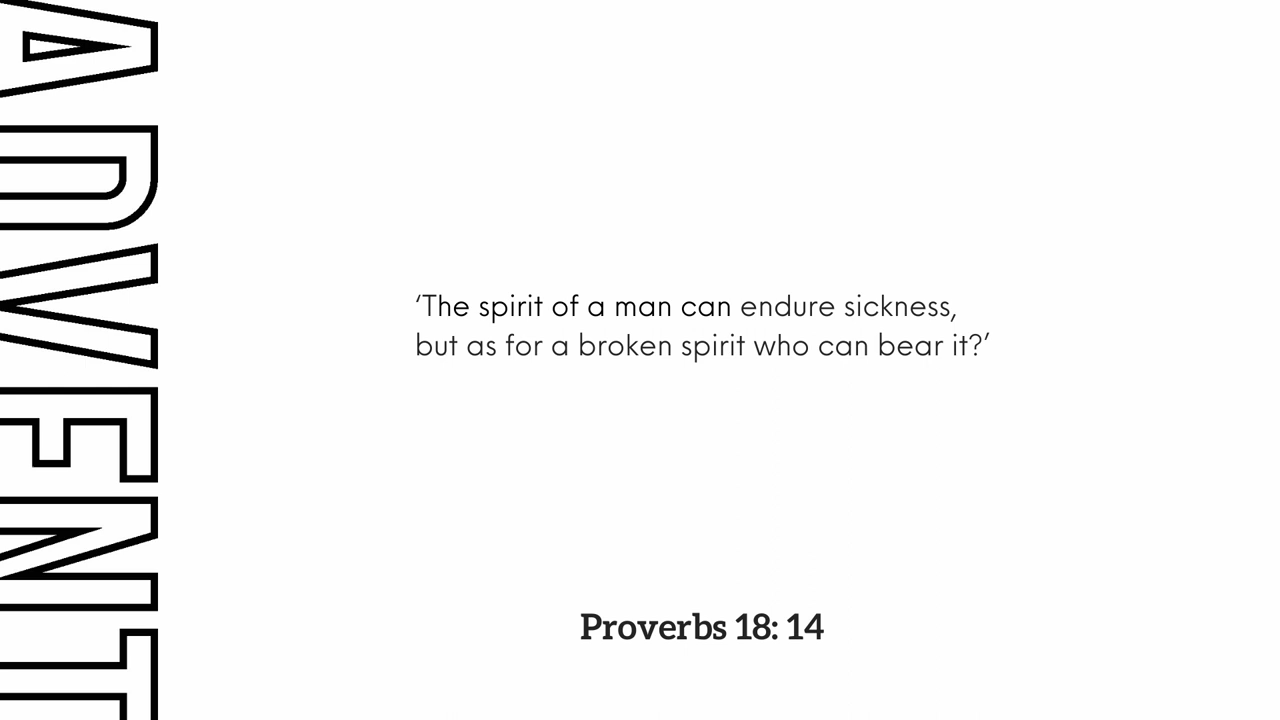 ADVENT
‘The spirit of a man can endure sickness,
but as for a broken spirit who can bear it?’
Proverbs 18: 14